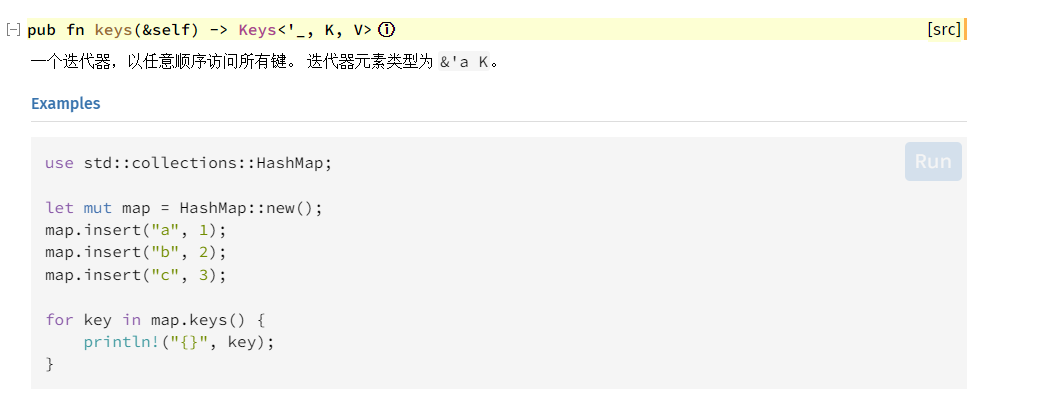 [−] pub fn keys(&self) -> Keys<'_, K, V> ⓘ [src]
一个迭代器，以任意顺序访问所有键。 迭代器元素类型为 &'a K。
Examples
Run
use std::collections::HashMap;
let mut map = HashMap::new();
map.insert("a", 1);
map.insert("b", 2);
map.insert("c", 3);
for key in map.keys() {
    println!("{}", key);
}